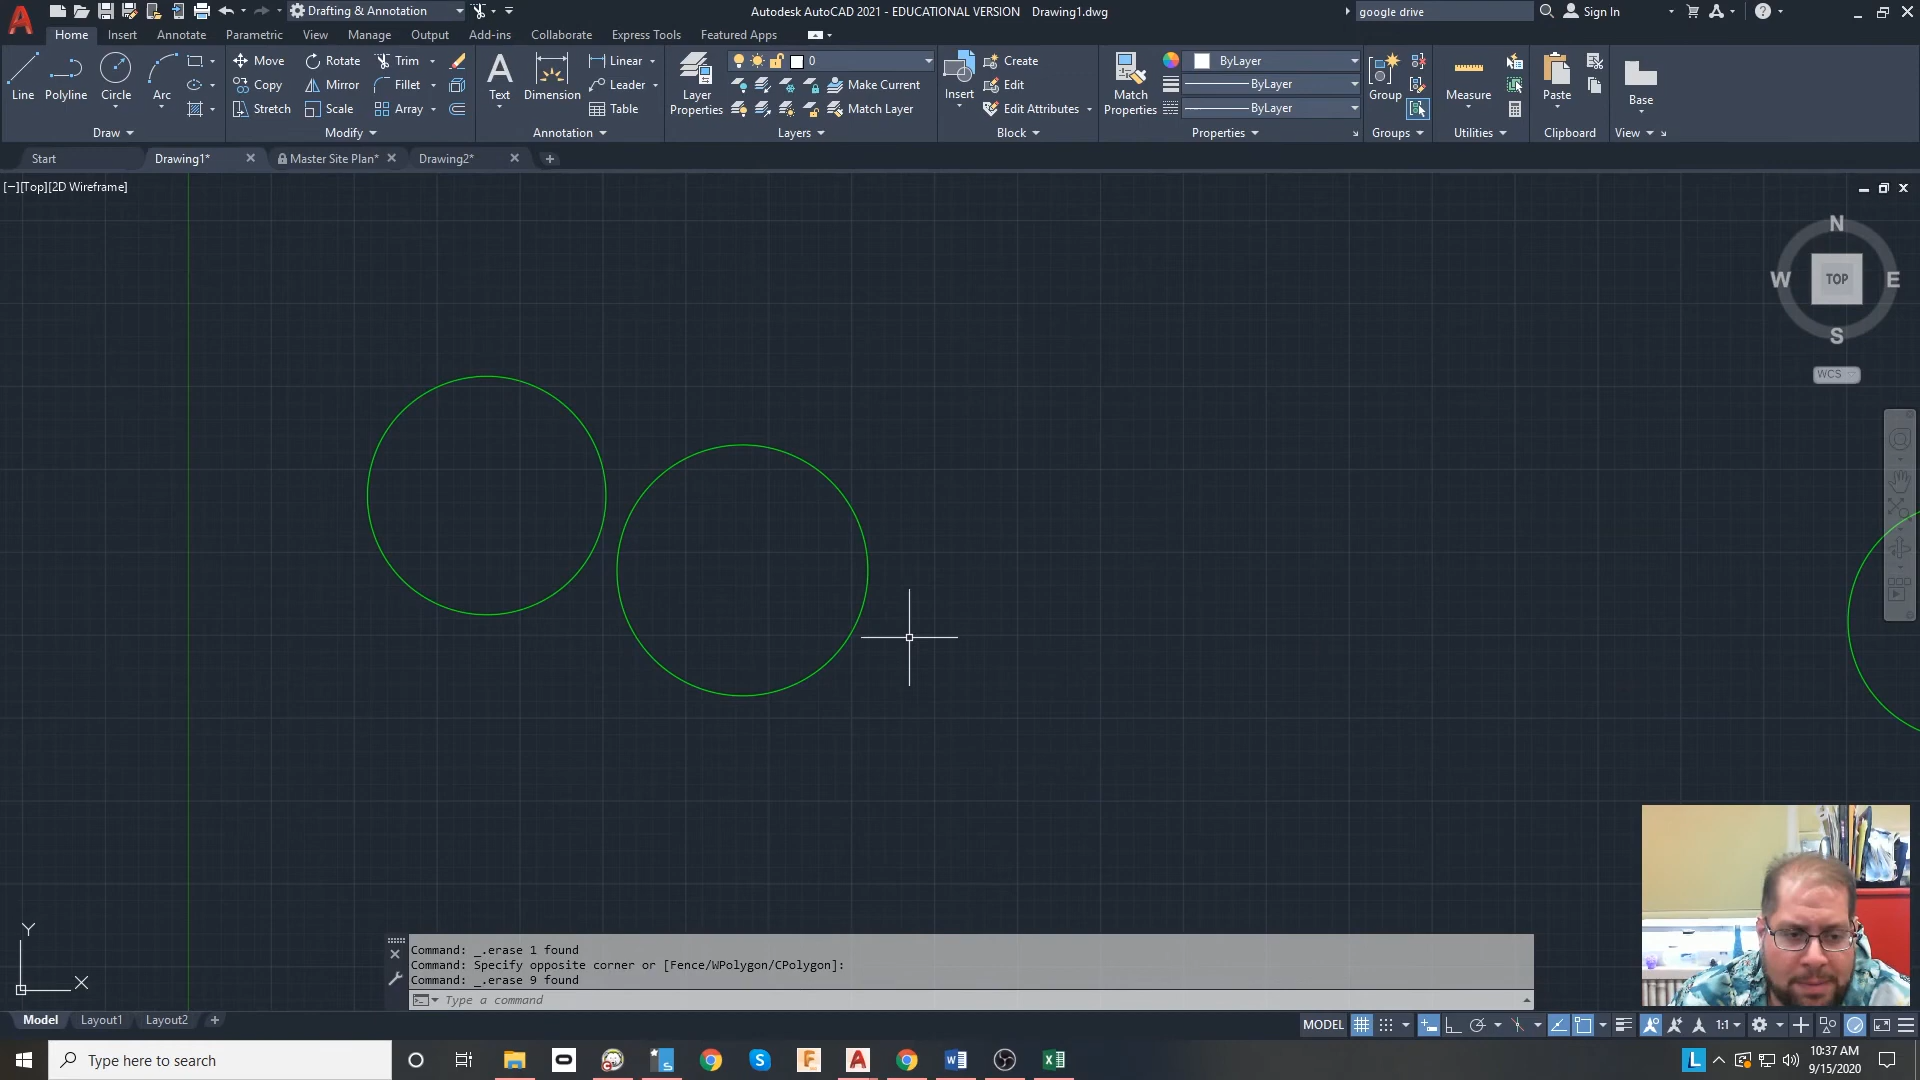 Drafting & Annotation
Autodesk AutoCAD 2021 - EDUCATIONAL VERSION Drawing1.dwg
google drive
Sign In
Home Insert Annotate Parametric View Manage Output Add-ins Collaborate Express Tools Featured Apps
Line Polyline Circle Arc
Draw
Move Rotate Trim
Copy Mirror Fillet
Stretch Scale Array
Modify
Text Dimension
Linear
Leader
Table
Annotation
Layer Properties
0
Make Current
Match Layer
Layers
Insert
Create
Edit
Edit Attributes
Block
Match Properties
ByLayer
ByLayer
ByLayer
Properties
Group
Groups
Measure
Utilities
Paste
Clipboard
Base
View
Start Drawing1* Master Site Plan* Drawing2*
[−][Top][2D Wireframe]
N
W TOP E
S
WCS
Y
X
Command: _.erase 1 found
Command: Specify opposite corner or [Fence/WPolygon/CPolygon]:
Command: _.erase 9 found
Type a command
Model Layout1 Layout2
MODEL 1:1
Type here to search
10:37 AM
9/15/2020